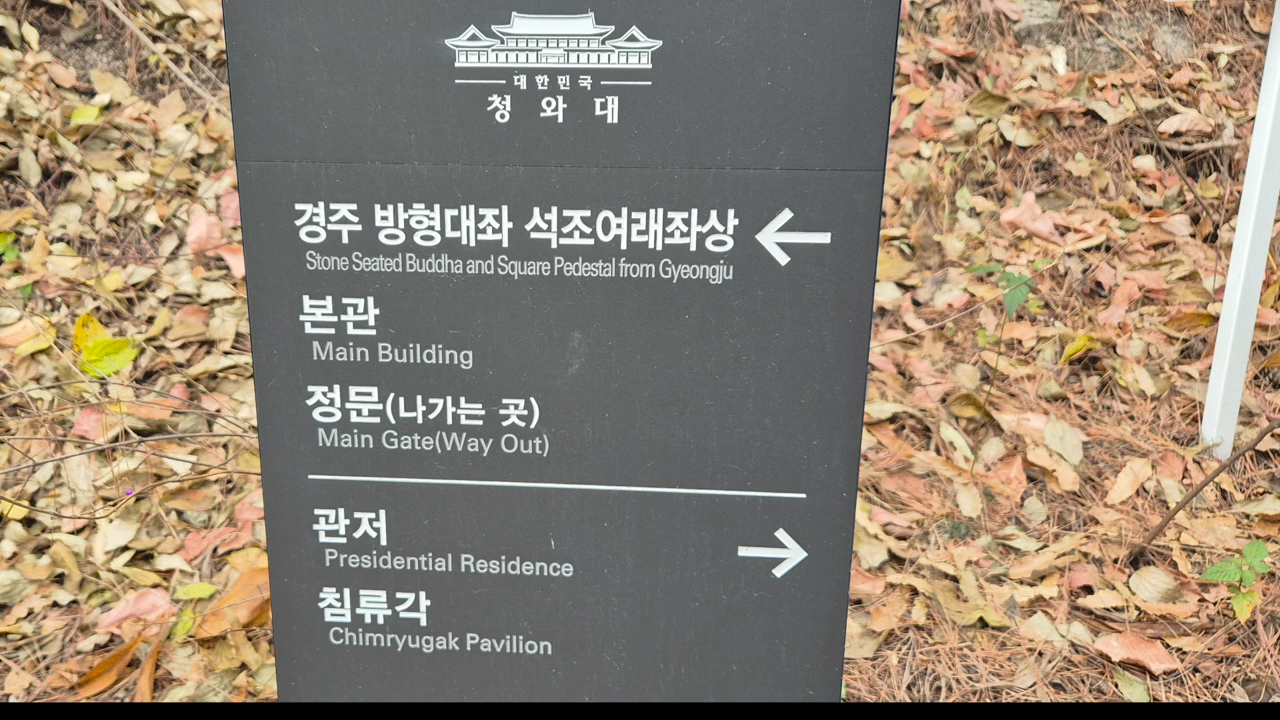 대한민국
청와대
경주 방형대좌 석조여래좌상
Stone Seated Buddha and Square Pedestal from Gyeongju
본관
Main Building
정문(나가는 곳)
Main Gate(Way Out)
관저
Presidential Residence
침류각
Chimryugak Pavilion